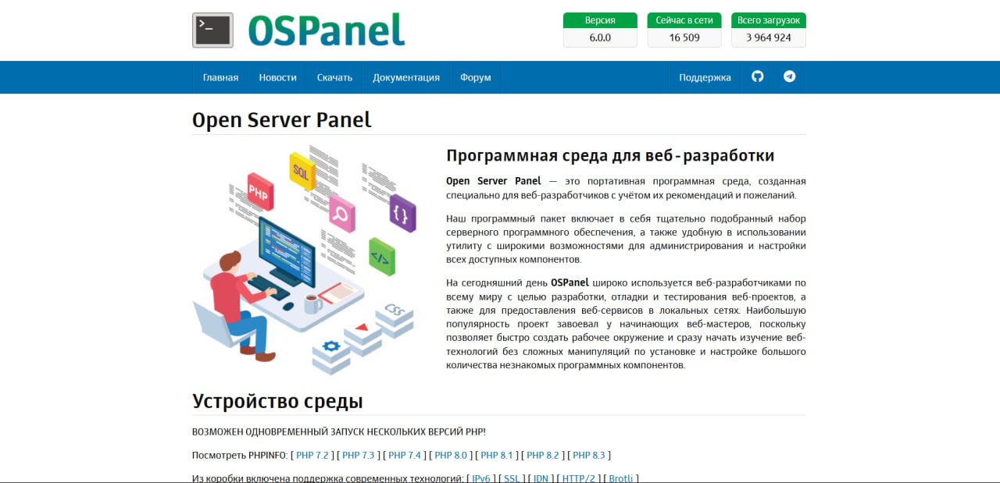 >_
OSPanel
Версия
6.0.0
Сейчас в сети
16 509
Всего загрузок
3 964 924
Главная
Новости
Скачать
Документация
Форум
Поддержка
Open Server Panel
PHP
SQL
{ }
</>
CSS
Программная среда для веб-разработки
Open Server Panel — это портативная программная среда, созданная
специально для веб-разработчиков с учётом их рекомендаций и пожеланий.
Наш программный пакет включает в себя тщательно подобранный набор
серверного программного обеспечения, а также удобную в использовании
утилиту с широкими возможностями для администрирования и настройки
всех доступных компонентов.
На сегодняшний день OSPanel широко используется веб-разработчиками по
всему миру с целью разработки, отладки и тестирования веб-проектов, а
также для предоставления веб-сервисов в локальных сетях. Наибольшую
популярность проект завоевал у начинающих веб-мастеров, поскольку
позволяет быстро создать рабочее окружение и сразу начать изучение веб-
технологий без сложных манипуляций по установке и настройке большого
количества незнакомых программных компонентов.
Устройство среды
ВОЗМОЖЕН ОДНОВРЕМЕННЫЙ ЗАПУСК НЕСКОЛЬКИХ ВЕРСИЙ PHP!
Посмотреть PHPINFO: [ PHP 7.2 ] [ PHP 7.3 ] [ PHP 7.4 ] [ PHP 8.0 ] [ PHP 8.1 ] [ PHP 8.2 ] [ PHP 8.3 ]
Из коробки включена поддержка современных технологий: [ IPv6 ] [ SSL ] [ IDN ] [ HTTP/2 ] [ Brotli ]